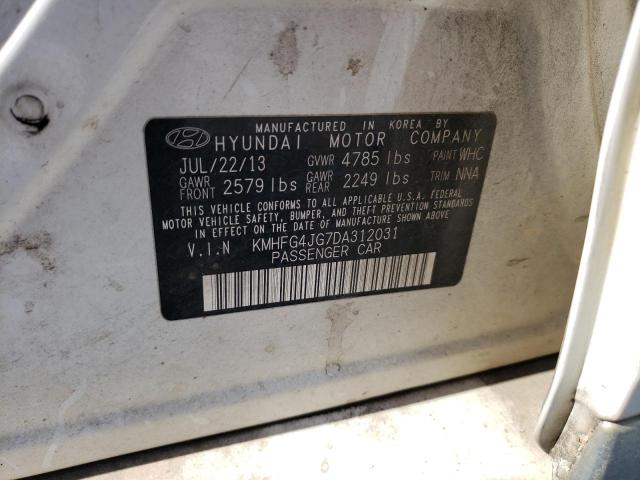 MANUFACTURED IN KOREA BY
HYUNDAI MOTOR COMPANY
JUL/22/13 GVWR 4785 lbs PAINT WHC
GAWR FRONT 2579 lbs GAWR REAR 2249 lbs TRIM NNA
THIS VEHICLE CONFORMS TO ALL APPLICABLE U.S.A. FEDERAL
MOTOR VEHICLE SAFETY, BUMPER, AND THEFT PREVENTION STANDARDS
IN EFFECT ON THE DATE OF MANUFACTURE SHOWN ABOVE.
V.I.N KMHFG4JG7DA312031
PASSENGER CAR